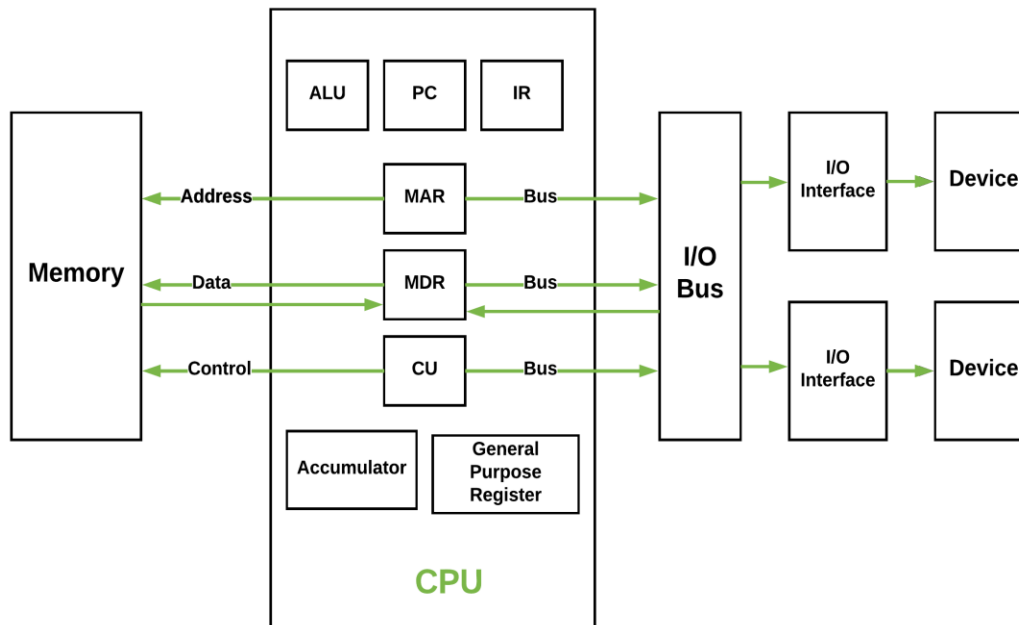 ALU
PC
IR
Address
MAR
Bus
Memory
Data
MDR
Bus
Control
CU
Bus
Accumulator
General
Purpose
Register
CPU
I/O
Bus
I/O
Interface
Device
I/O
Interface
Device